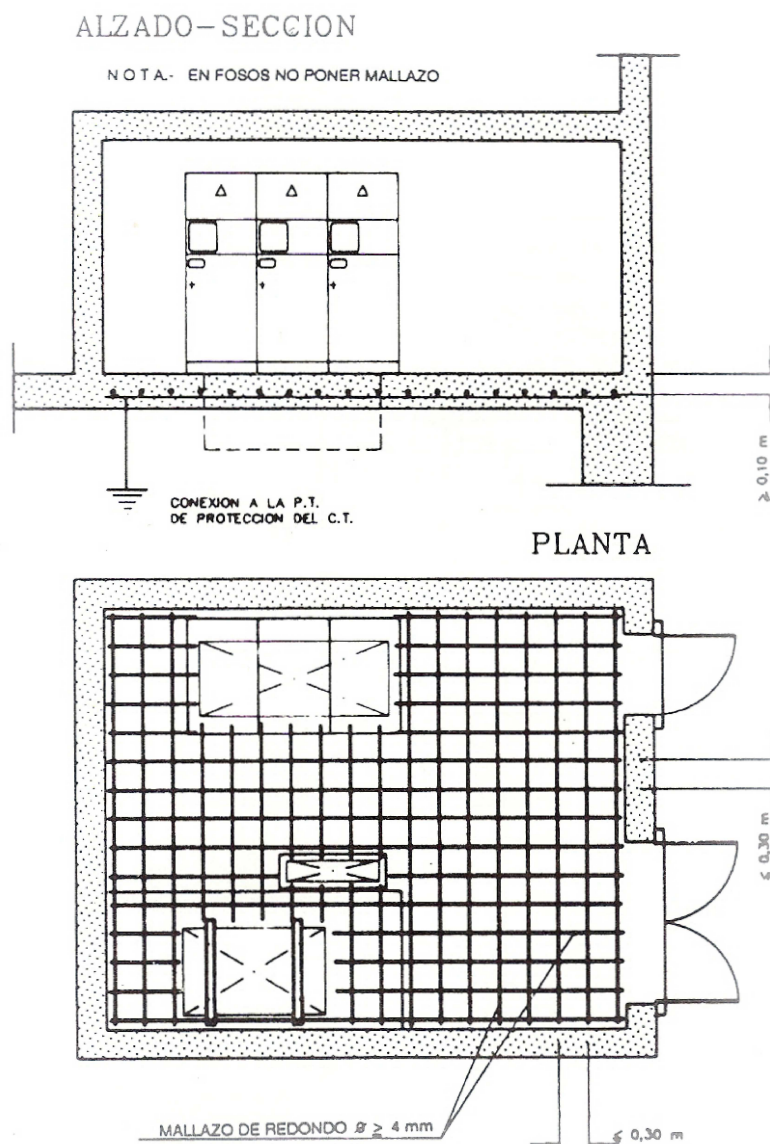 ALZADO-SECCION
N O T A.- EN FOSOS NO PONER MALLAZO
≥ 0,10 m
CONEXION A LA P.T.
DE PROTECCION DEL C.T.
PLANTA
≤ 0,30 m
MALLAZO DE REDONDO ø ≥ 4 mm
≤ 0,30 m